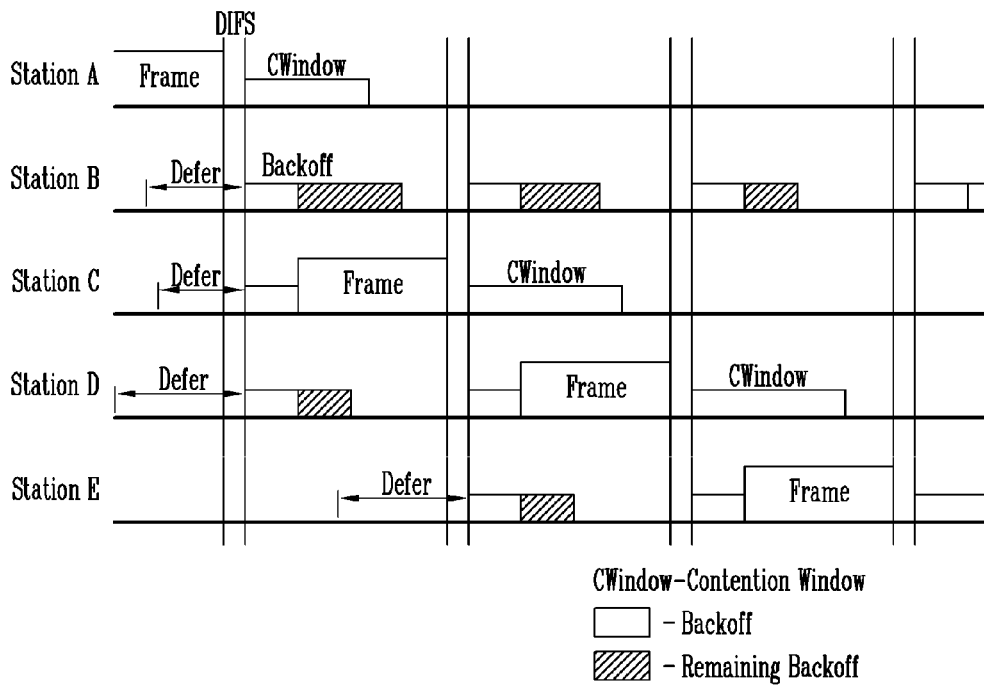 DIFS
Station A
Frame
CWindow
Station B
Defer
Backoff
Station C
Defer
Frame
CWindow
Station D
Defer
Frame
CWindow
Station E
Defer
Frame
CWindow-Contention Window
- Backoff
- Remaining Backoff